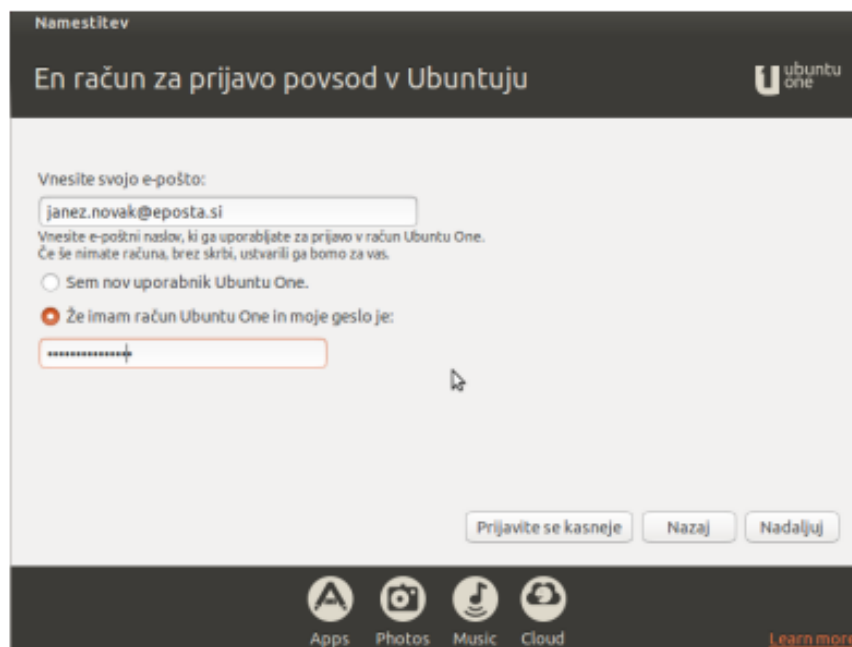 Namestitev
En račun za prijavo povsod v Ubuntuju
ubuntu
one
Vnesite svojo e-pošto:
janez.novak@eposta.si
Vnesite e-poštni naslov, ki ga uporabljate za prijavo v račun Ubuntu One.
Če še nimate računa, brez skrbi, ustvarili ga bomo za vas.
Sem nov uporabnik Ubuntu One.
Že imam račun Ubuntu One in moje geslo je:
Prijavite se kasneje Nazaj Nadaljuj
Apps Photos Music Cloud
Learn more